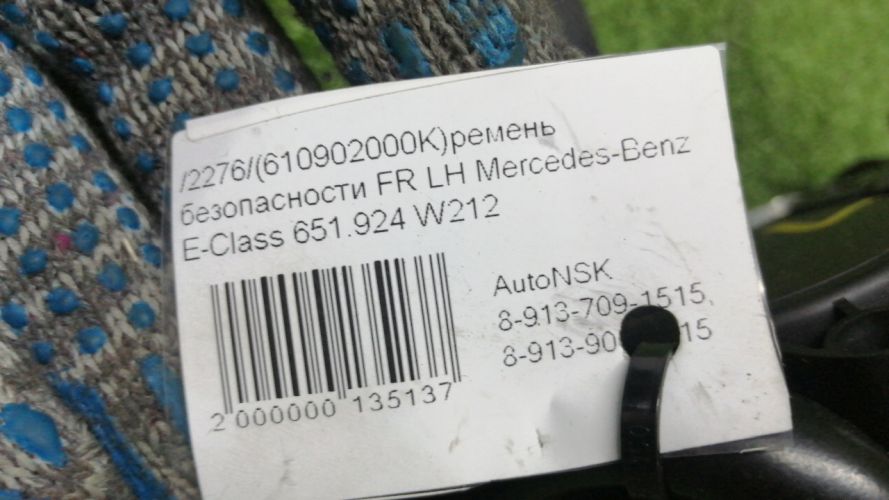 /2276/(610902000K)ремень
безопасности FR LH Mercedes-Benz
E-Class 651.924 W212
AutoNSK
8-913-709-1515,
2 000000 135137